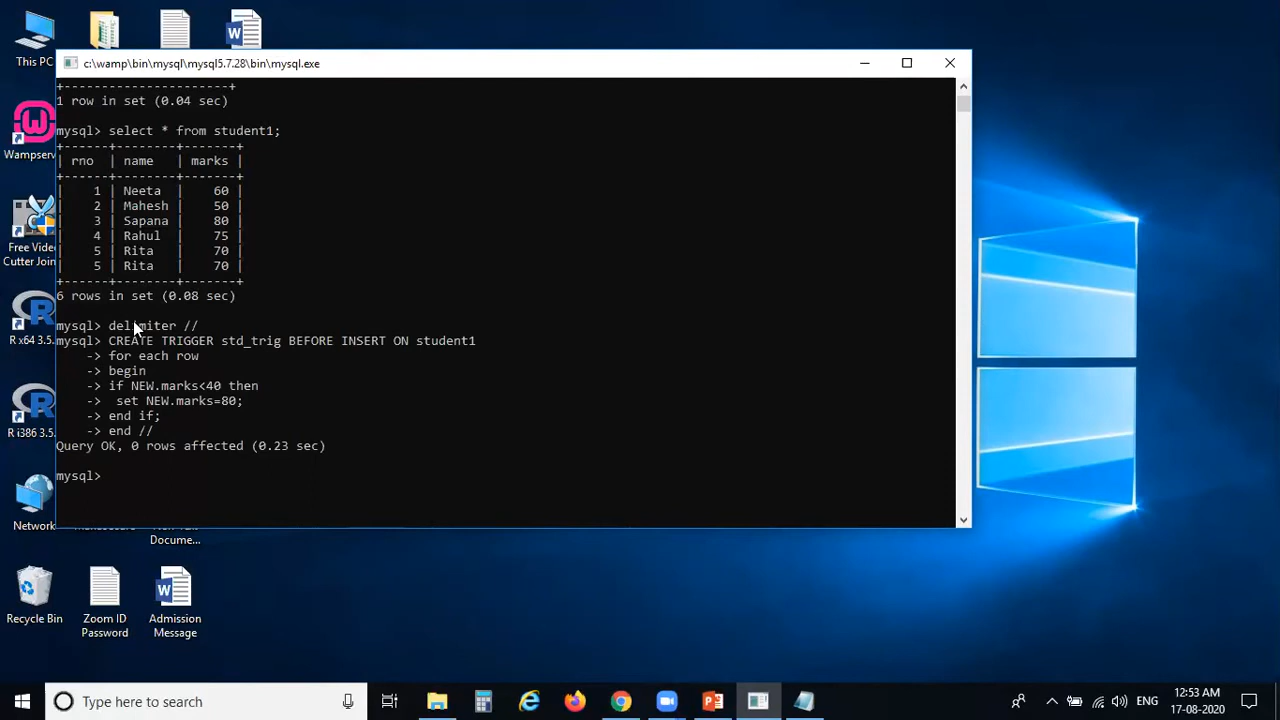 This PC
c:\wamp\bin\mysql\mysql5.7.28\bin\mysql.exe
+---------------------+
1 row in set (0.04 sec)
mysql> select * from student1;
+------+--------+-------+
| rno  | name   | marks |
+------+--------+-------+
|    1 | Neeta  |    60 |
|    2 | Mahesh |    50 |
|    3 | Sapana |    80 |
|    4 | Rahul  |    75 |
|    5 | Rita   |    70 |
|    5 | Rita   |    70 |
+------+--------+-------+
6 rows in set (0.08 sec)
mysql> delimiter //
mysql> CREATE TRIGGER std_trig BEFORE INSERT ON student1
    -> for each row
    -> begin
    -> if NEW.marks<40 then
    ->  set NEW.marks=80;
    -> end if;
    -> end //
Query OK, 0 rows affected (0.23 sec)
mysql>
Wampserv
Free Vide
Cutter Join
R x64 3.5.
R i386 3.5.
Network
Docume...
Recycle Bin
Zoom ID
Password
Admission
Message
Type here to search
ENG
12:53 AM
17-08-2020